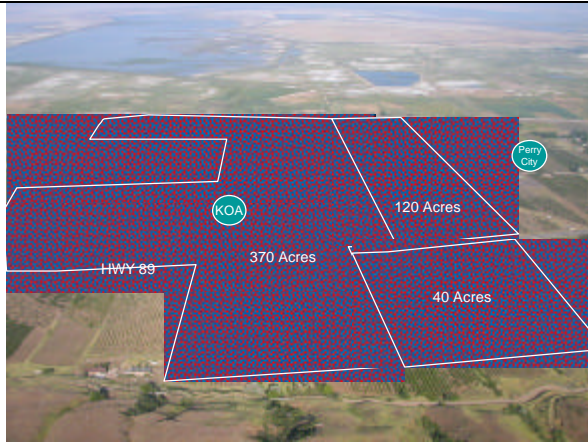 Perry
City
120 Acres
KOA
370 Acres
HWY 89
40 Acres